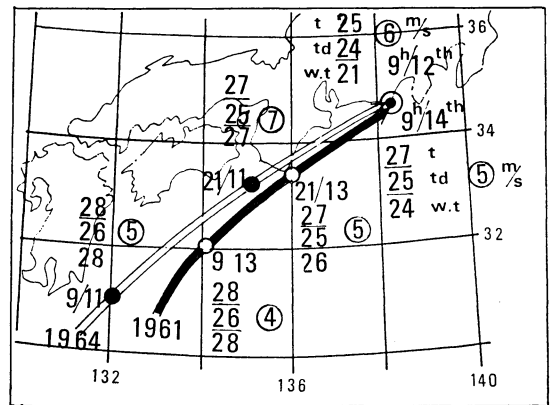 t 25 ⑥ m/s 36
td 24
w.t 21 9h/12th
27
25 ⑦
27
9h/14th
34
27 t
25 td ⑤ m/s
24 w.t
21/11
21/13
28
26 ⑤
28
27
25 ⑤
26
32
9 13
9/11
28
26 ④
28
1964
1961
132 136 140